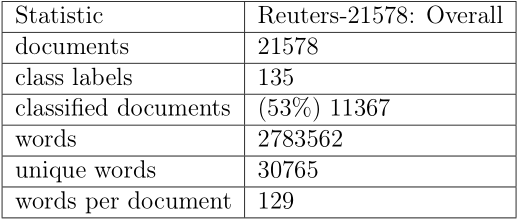 Statistic Reuters-21578: Overall
documents 21578
class labels 135
classified documents (53%) 11367
words 2783562
unique words 30765
words per document 129